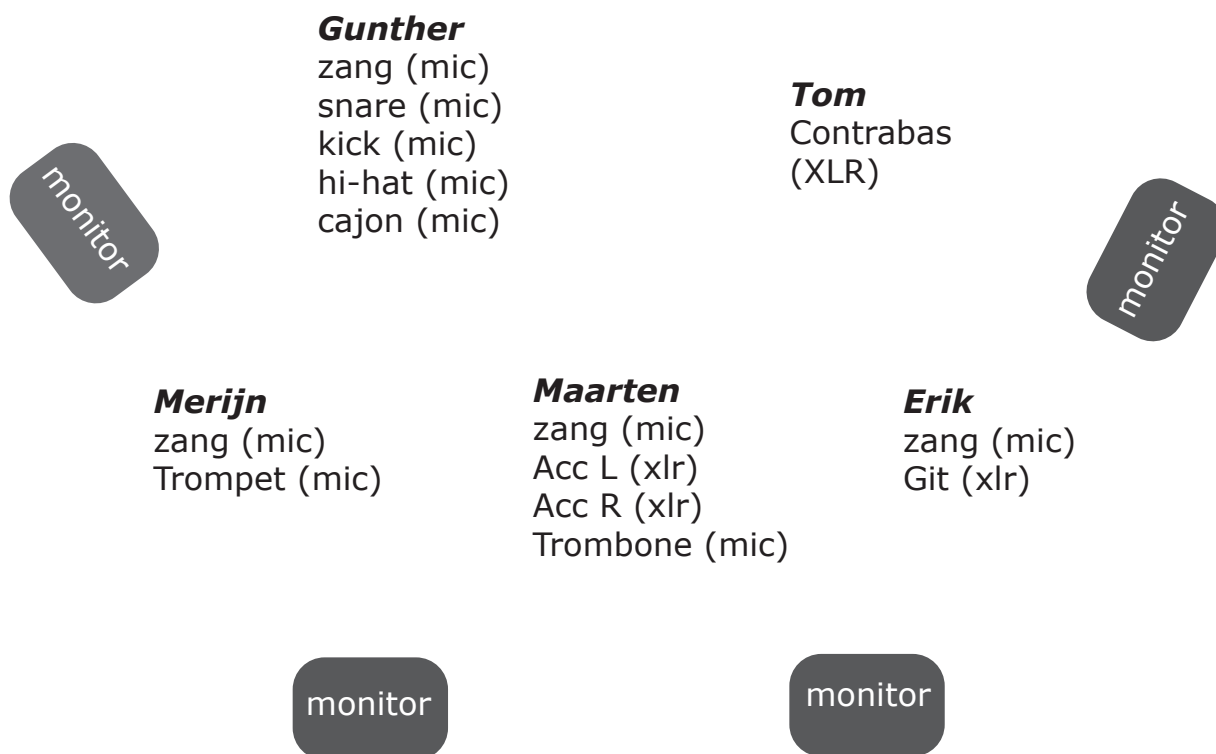 Gunther
zang (mic)
snare (mic)
kick (mic)
hi-hat (mic)
cajon (mic)
Tom
Contrabas
(XLR)
monitor
monitor
Merijn
zang (mic)
Trompet (mic)
Maarten
zang (mic)
Acc L (xlr)
Acc R (xlr)
Trombone (mic)
Erik
zang (mic)
Git (xlr)
monitor
monitor